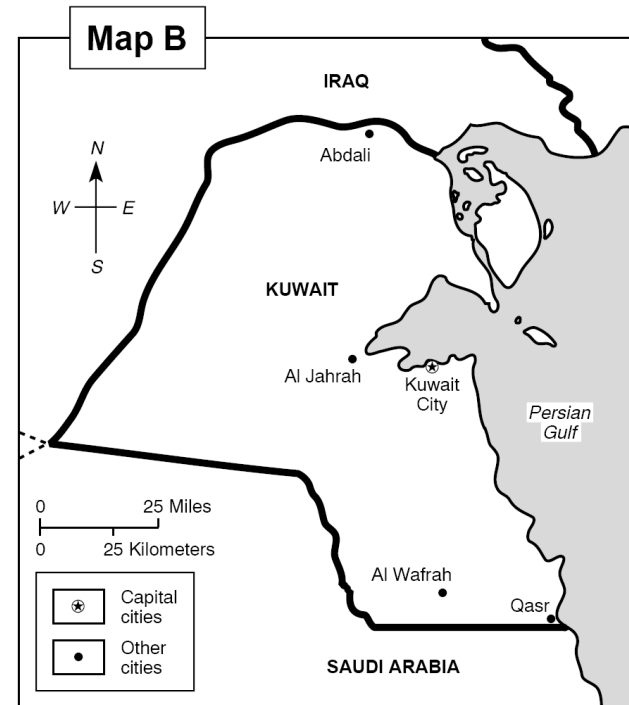 Map B
IRAQ
Abdali
N
W
E
S
KUWAIT
Al Jahrah
Kuwait
City
Persian
Gulf
0
25 Miles
0
25 Kilometers
Al Wafrah
Qasr
Capital
cities
Other
cities
SAUDI ARABIA